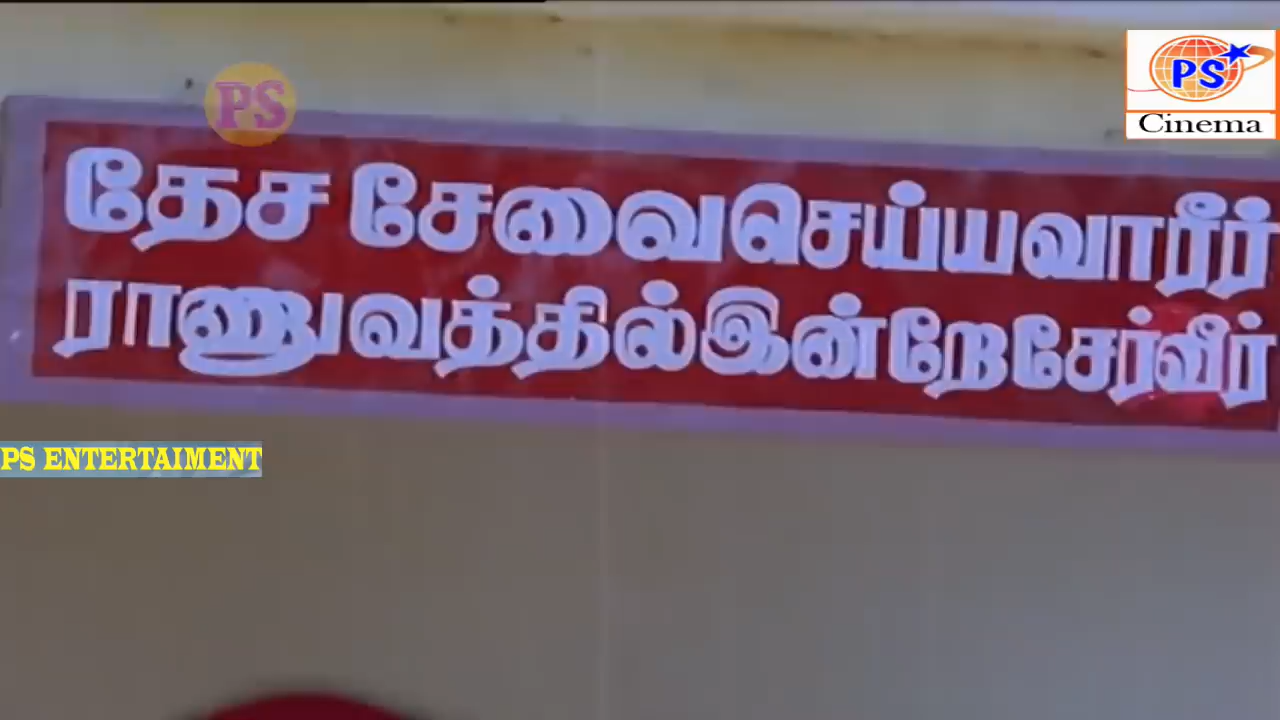 PS
PS
Cinema
தேச சேவைசெய்யவாரீர்
ராணுவத்தில்இன்றேசேர்வீர்
PS ENTERTAIMENT